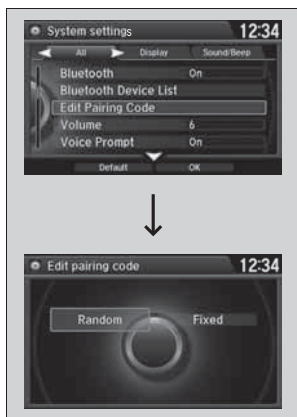 System settings 12:34
All Display Sound/Beep
Bluetooth On
Bluetooth Device List
Edit Pairing Code
Volume 6
Voice Prompt On
Default OK
Edit pairing code 12:34
Random Fixed